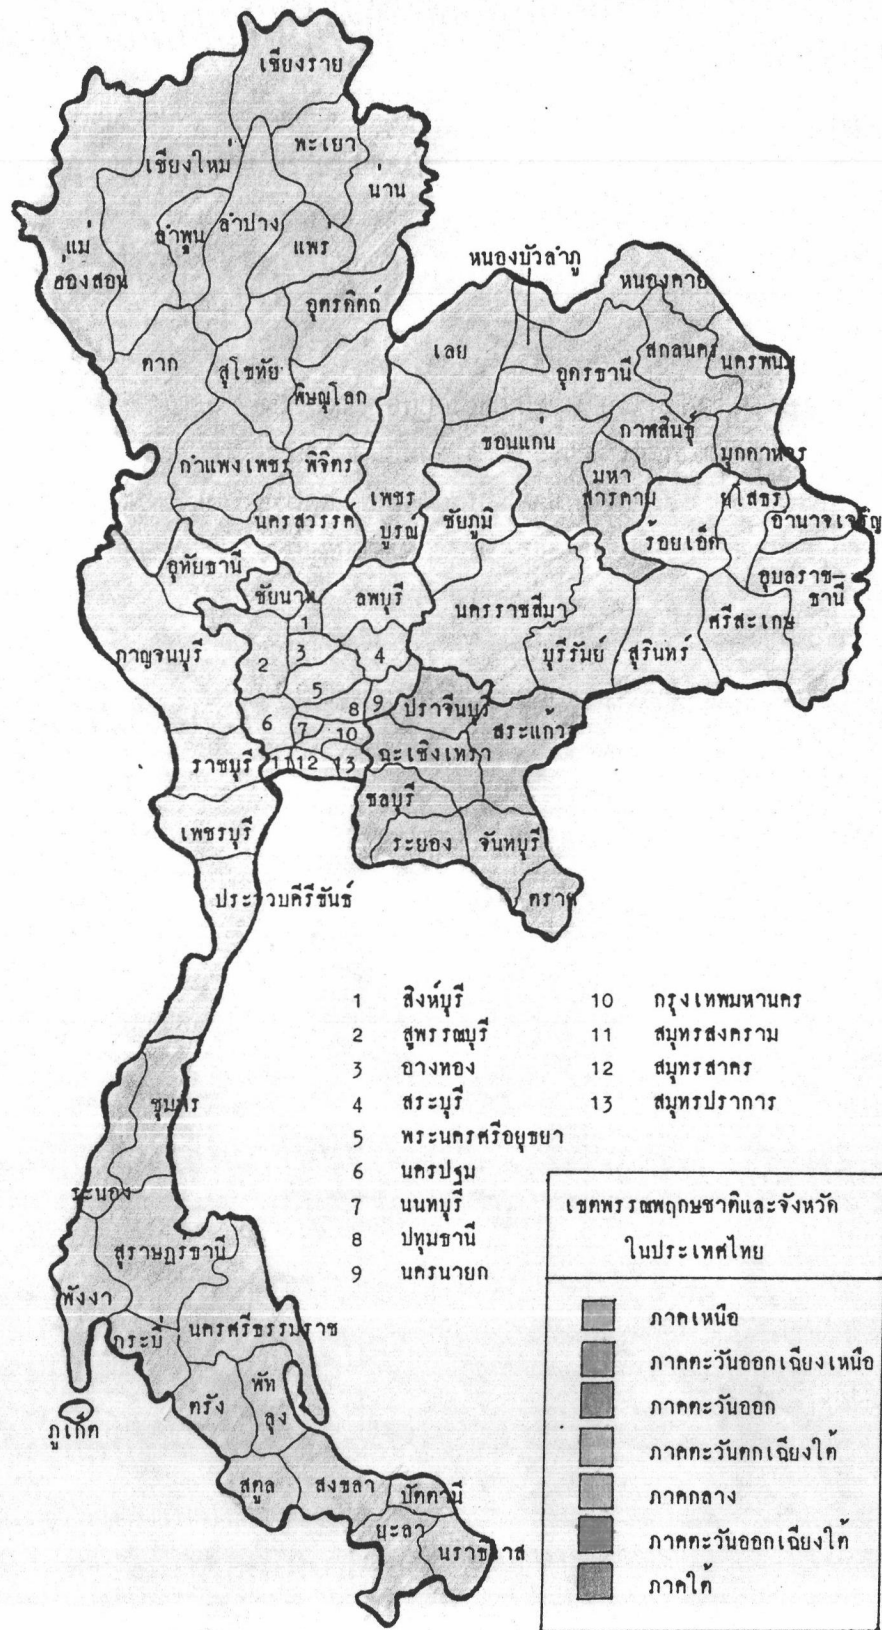 เชียงราย
พะเยา
เชียงใหม่
น่าน
ลำปาง
ลำพูน
แพร่
แม่
ฮ่องสอน
หนองบัวลำภู
หนองคาย
อุตรดิตถ์
เลย
สกลนคร
นครพนม
ตาก
สุโขทัย
อุดรธานี
พิษณุโลก
กาฬสินธุ์
ขอนแก่น
มุกดาหาร
กำแพงเพชร
พิจิตร
มหา
สารคาม
เพชร
บูรณ์
ยโสธร
นครสวรรค์
ชัยภูมิ
อำนาจเจริญ
ร้อยเอ็ด
อุทัยธานี
อุบลราช-
ธานี
ชัยนาท
ลพบุรี
นครราชสีมา
ศรีสะเกษ
1
กาญจนบุรี
3
4
บุรีรัมย์
สุรินทร์
2
5
8
9
ปราจีนบุรี
6
7
10
สระแก้ว
ฉะเชิงเทรา
ราชบุรี
11
12
13
ชลบุรี
เพชรบุรี
ระยอง
จันทบุรี
ประจวบคีรีขันธ์
ตราด
1 สิงห์บุรี
2 สุพรรณบุรี
3 อางทอง
4 สระบุรี
5 พระนครศรีอยุธยา
6 นครปฐม
7 นนทบุรี
8 ปทุมธานี
9 นครนายก
10 กรุงเทพมหานคร
11 สมุทรสงคราม
12 สมุทรสาคร
13 สมุทรปราการ
ชุมพร
ระนอง
สุราษฎร์ธานี
พังงา
นครศรีธรรมราช
กระบี่
พัท
ลุง
ตรัง
ภูเก็ต
สตูล
สงขลา
ปัตตานี
ยะลา
นราธิวาส
เขตพรรณพฤกษชาติและจังหวัด
ในประเทศไทย
ภาคเหนือ
ภาคตะวันออกเฉียงเหนือ
ภาคตะวันออก
ภาคตะวันตกเฉียงใต้
ภาคกลาง
ภาคตะวันออกเฉียงใต้
ภาคใต้